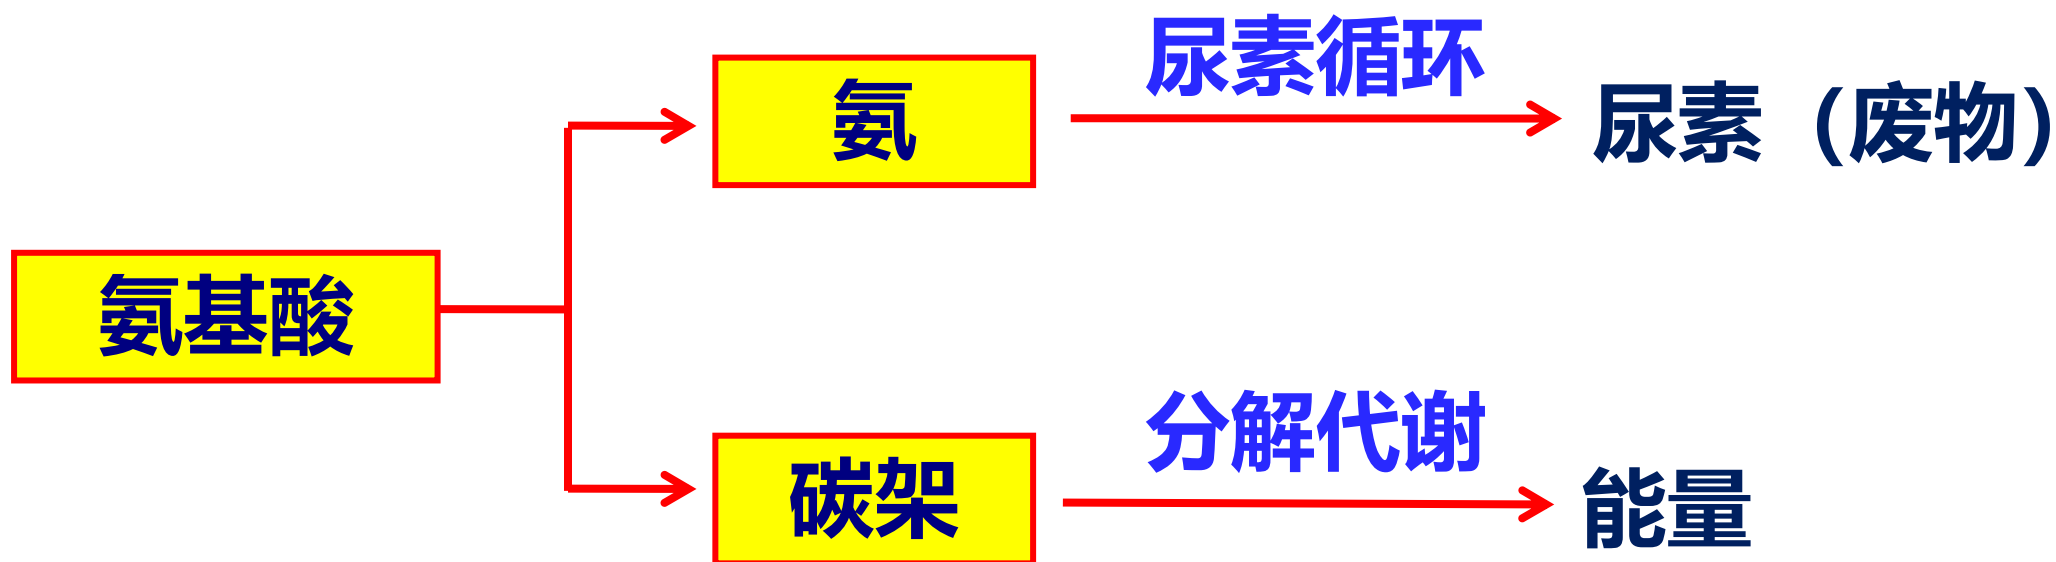 尿素循环
氨
尿素（废物）
氨基酸
分解代谢
碳架
能量